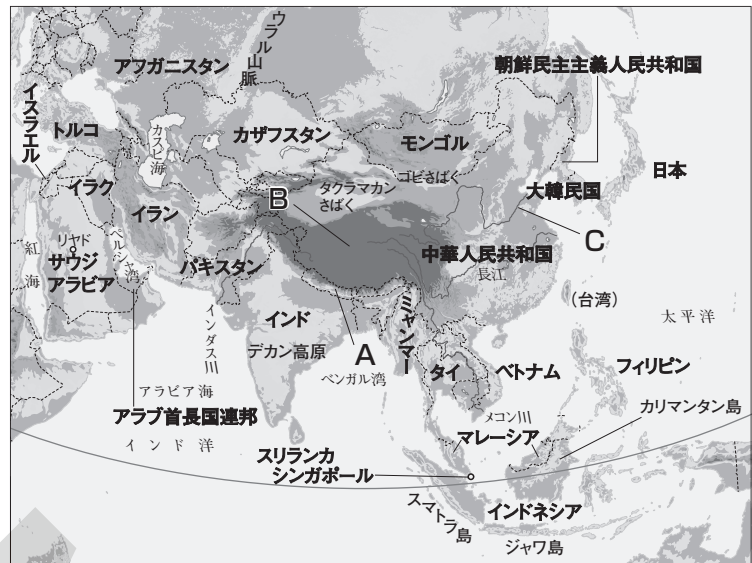 ウラル山脈
アフガニスタン
朝鮮民主主義人民共和国
イスラエル
トルコ
カスピ海
カザフスタン
モンゴル
日本
ゴビさばく
タクラマカン
さばく
大韓民国
イラク
イラン
B
C
リヤド
ペルシャ湾
紅海
サウジ
アラビア
パキスタン
中華人民共和国
長江
(台湾)
太平洋
インダス川
インド
デカン高原
A
ミャンマー
ベンガル湾
タイ
ベトナム
フィリピン
アラビア海
アラブ首長国連邦
メコン川
カリマンタン島
インド洋
マレーシア
スリランカ
シンガポール
スマトラ島
インドネシア
ジャワ島